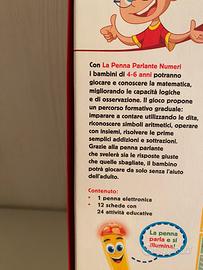 Con La Penna Parlante Numeri
i bambini di 4-6 anni potranno
giocare e conoscere la matematica,
migliorando le capacità logiche
e di osservazione. Il gioco propone
un percorso formativo graduale:
imparare a contare utilizzando le dita,
riconoscere simboli aritmetici, operare
con insiemi, risolvere le prime
semplici addizioni e sottrazioni.
Grazie alla penna parlante
che svelerà sia le risposte giuste
che quelle sbagliate, il bambino
potrà giocare da solo senza l'aiuto
dell'adulto.
Contenuto:
• 1 penna elettronica
• 12 schede con
24 attività educative
La penna
parla e si
illumina!